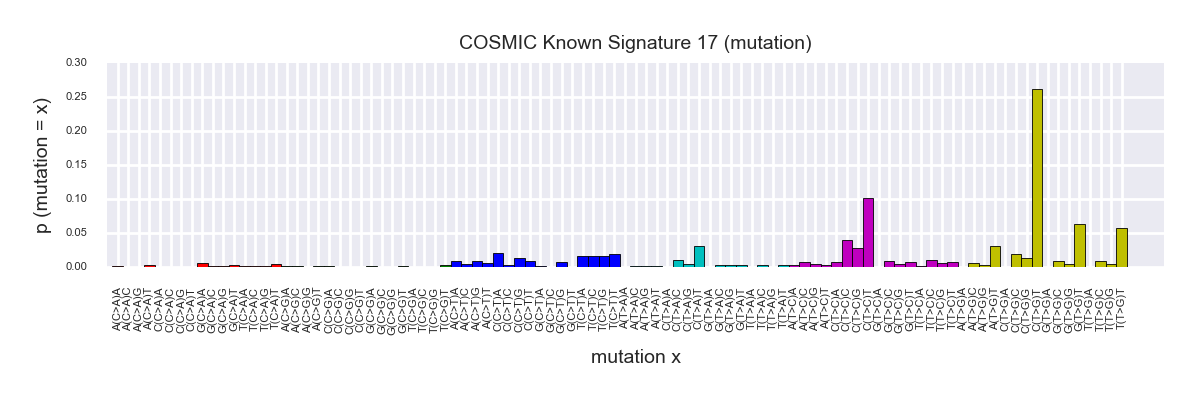 COSMIC Known Signature 17 (mutation)
p (mutation = x)
0.30
0.25
0.20
0.15
0.10
0.05
0.00
A(C>A)A
A(C>A)C
A(C>A)G
A(C>A)T
C(C>A)A
C(C>A)C
C(C>A)G
C(C>A)T
G(C>A)A
G(C>A)C
G(C>A)G
G(C>A)T
T(C>A)A
T(C>A)C
T(C>A)G
T(C>A)T
A(C>G)A
A(C>G)C
A(C>G)G
A(C>G)T
C(C>G)A
C(C>G)C
C(C>G)G
C(C>G)T
G(C>G)A
G(C>G)C
G(C>G)G
G(C>G)T
T(C>G)A
T(C>G)C
T(C>G)G
T(C>G)T
A(C>T)A
A(C>T)C
A(C>T)G
A(C>T)T
C(C>T)A
C(C>T)C
C(C>T)G
C(C>T)T
G(C>T)A
G(C>T)C
G(C>T)G
G(C>T)T
T(C>T)A
T(C>T)C
T(C>T)G
T(C>T)T
A(T>A)A
A(T>A)C
A(T>A)G
A(T>A)T
C(T>A)A
C(T>A)C
C(T>A)G
C(T>A)T
G(T>A)A
G(T>A)C
G(T>A)G
G(T>A)T
T(T>A)A
T(T>A)C
T(T>A)G
T(T>A)T
A(T>C)A
A(T>C)C
A(T>C)G
A(T>C)T
C(T>C)A
C(T>C)C
C(T>C)G
C(T>C)T
G(T>C)A
G(T>C)C
G(T>C)G
G(T>C)T
T(T>C)A
T(T>C)C
T(T>C)G
T(T>C)T
A(T>G)A
A(T>G)C
A(T>G)G
A(T>G)T
C(T>G)A
C(T>G)C
C(T>G)G
C(T>G)T
G(T>G)A
G(T>G)C
G(T>G)G
G(T>G)T
T(T>G)A
T(T>G)C
T(T>G)G
T(T>G)T
mutation x